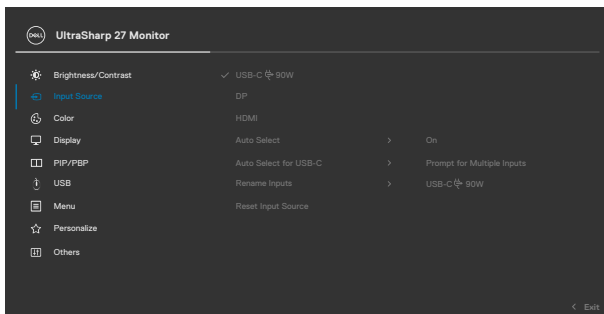 DELL UltraSharp 27 Monitor
Brightness/Contrast USB-C 90W
Input Source DP
Color HDMI
Display Auto Select On
PIP/PBP Auto Select for USB-C Prompt for Multiple Inputs
USB Rename Inputs USB-C 90W
Menu Reset Input Source
Personalize
Others
Exit